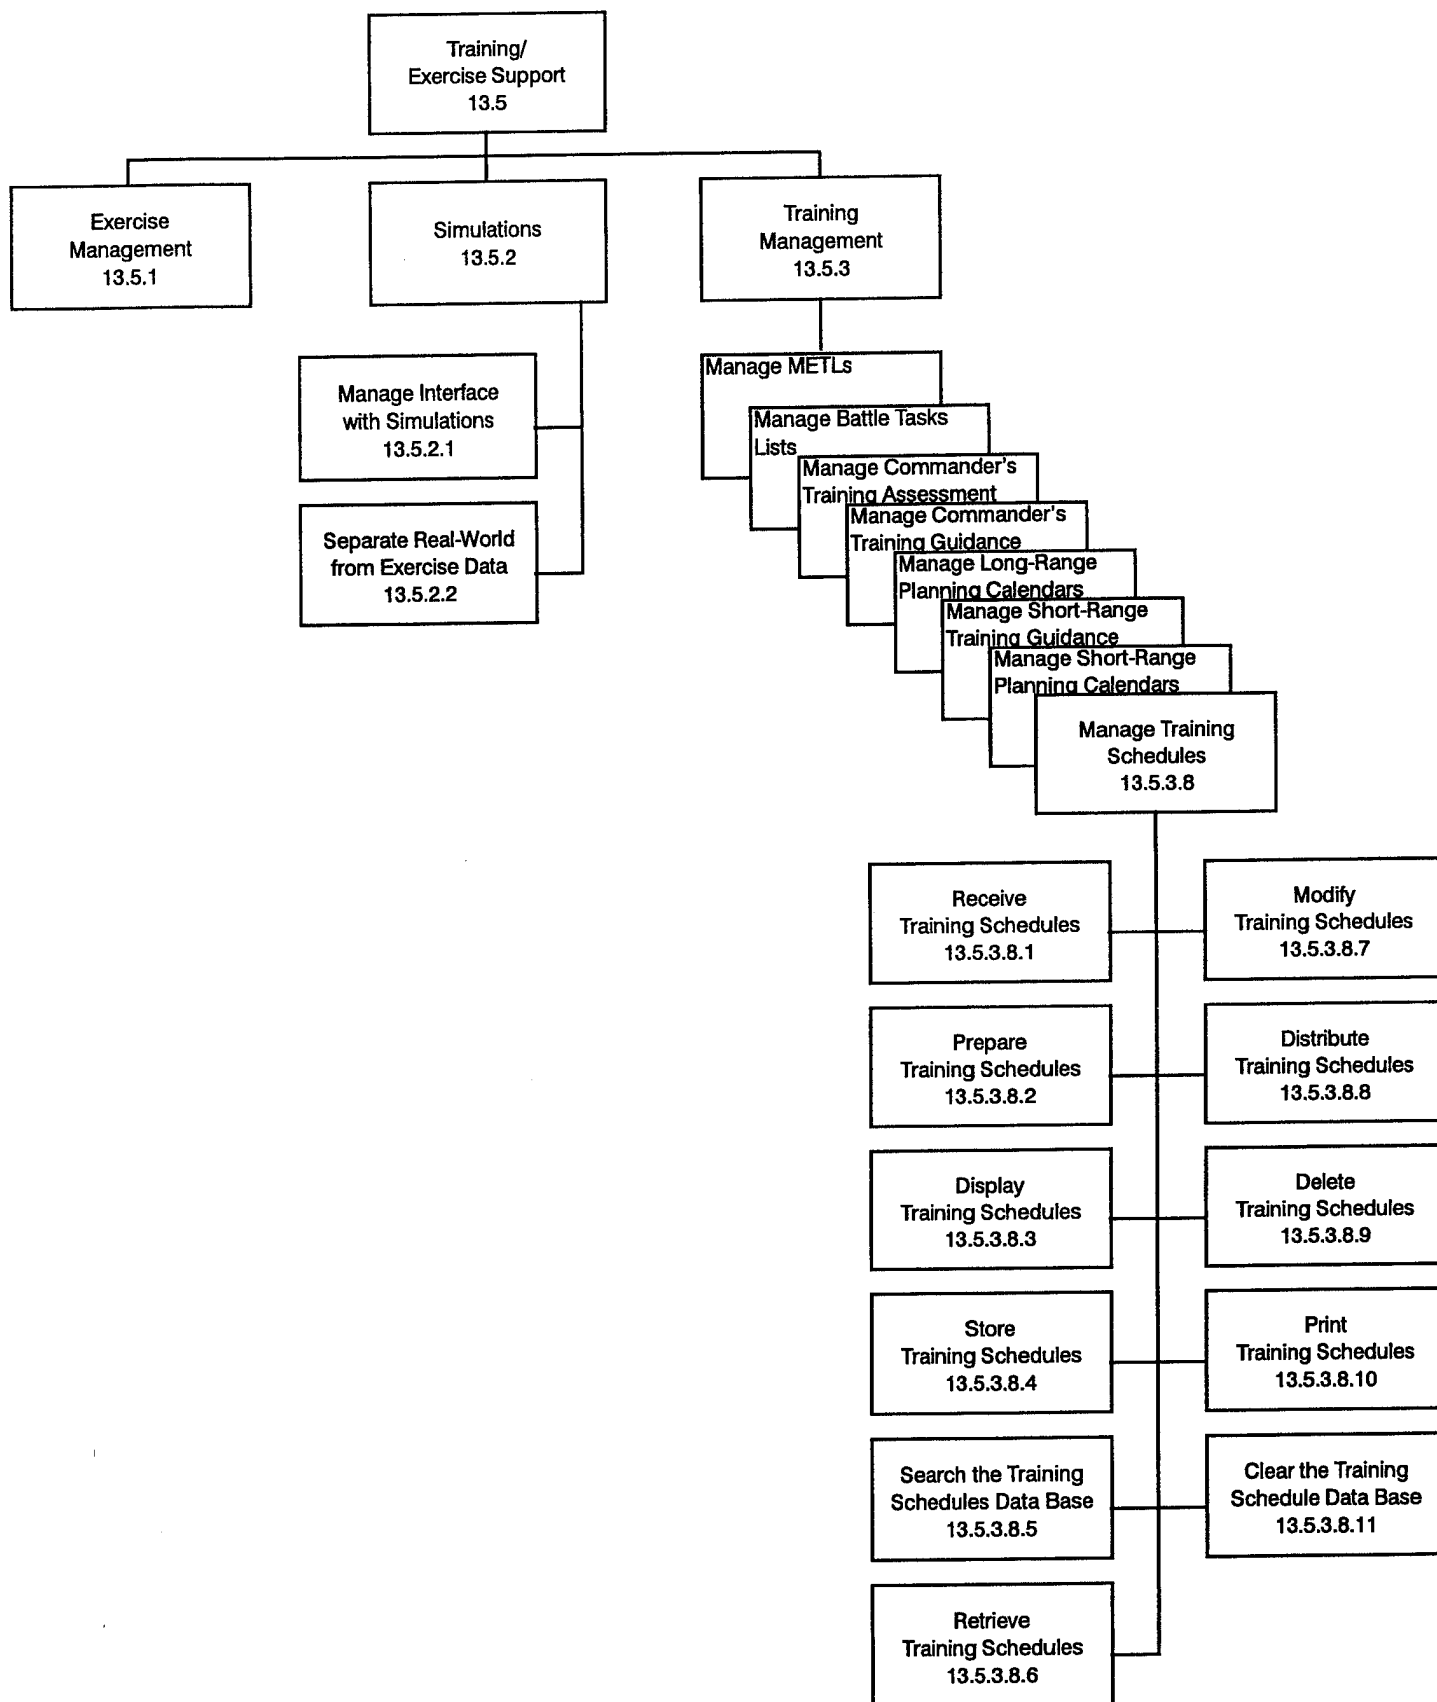 Training/
Exercise Support
13.5
Exercise
Management
13.5.1
Simulations
13.5.2
Training
Management
13.5.3
Manage Interface
with Simulations
13.5.2.1
Separate Real-World
from Exercise Data
13.5.2.2
Manage METLs
Manage Battle Tasks
Lists
Manage Commander's
Training Assessment
Manage Commander's
Training Guidance
Manage Long-Range
Planning Calendars
Manage Short-Range
Training Guidance
Manage Short-Range
Planning Calendars
Manage Training
Schedules
13.5.3.8
Receive
Training Schedules
13.5.3.8.1
Modify
Training Schedules
13.5.3.8.7
Prepare
Training Schedules
13.5.3.8.2
Distribute
Training Schedules
13.5.3.8.8
Display
Training Schedules
13.5.3.8.3
Delete
Training Schedules
13.5.3.8.9
Store
Training Schedules
13.5.3.8.4
Print
Training Schedules
13.5.3.8.10
Search the Training
Schedules Data Base
13.5.3.8.5
Clear the Training
Schedule Data Base
13.5.3.8.11
Retrieve
Training Schedules
13.5.3.8.6